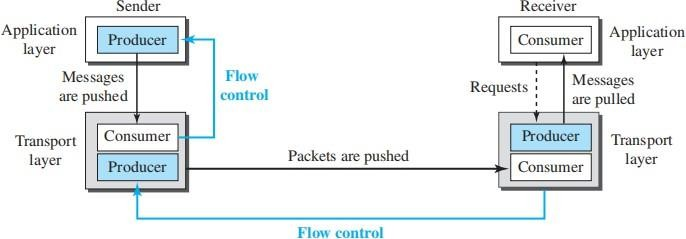 Sender
Receiver
Application
layer
Producer
Consumer
Application
layer
Messages
are pushed
Flow
control
Requests
Messages
are pulled
Transport
layer
Consumer
Producer
Packets are pushed
Producer
Consumer
Transport
layer
Flow control